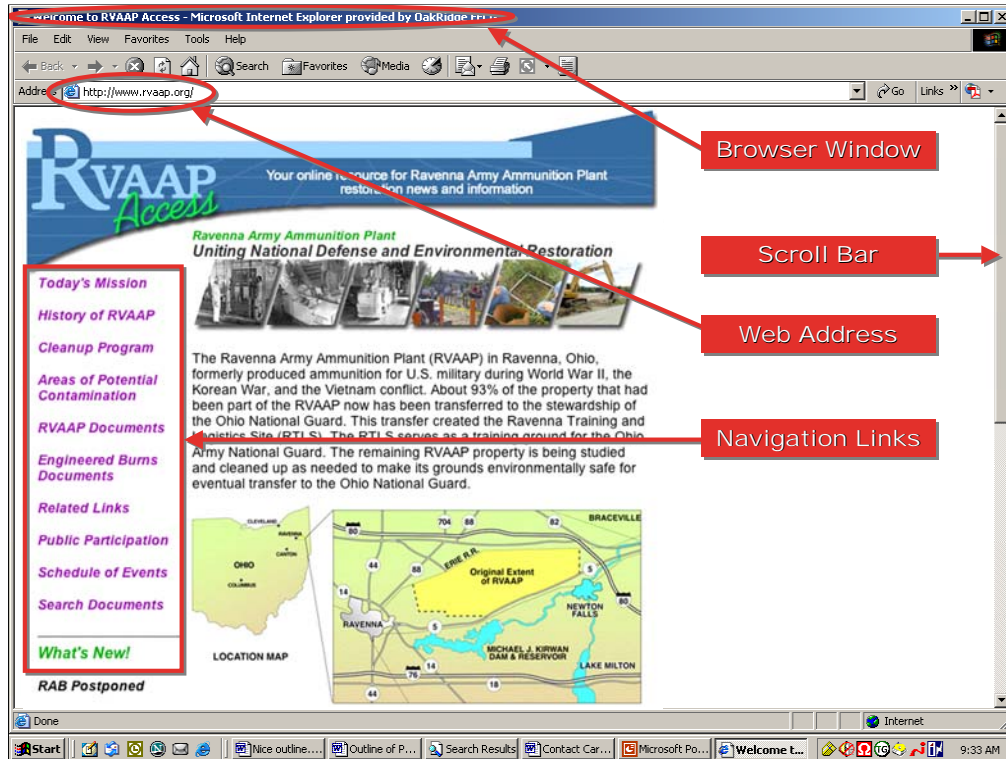 Welcome to RVAAP Access - Microsoft Internet Explorer provided by OakRidge
File Edit View Favorites Tools Help
Back Search Favorites Media
Address http://www.rvaap.org/ Go Links »
RVAAP
Access
Your online resource for Ravenna Army Ammunition Plant
restoration news and information
Browser Window
Scroll Bar
Web Address
Navigation Links
Ravenna Army Ammunition Plant
Uniting National Defense and Environmental Restoration
Today's Mission
History of RVAAP
Cleanup Program
Areas of Potential
Contamination
RVAAP Documents
Engineered Burns
Documents
Related Links
Public Participation
Schedule of Events
Search Documents
What's New!
RAB Postponed
The Ravenna Army Ammunition Plant (RVAAP) in Ravenna, Ohio,
formerly produced ammunition for U.S. military during World War II, the
Korean War, and the Vietnam conflict. About 93% of the property that had
been part of the RVAAP now has been transferred to the stewardship of
the Ohio National Guard. This transfer created the Ravenna Training and
Logistics Site (RTLS). The RTLS serves as a training ground for the Ohio
Army National Guard. The remaining RVAAP property is being studied
and cleaned up as needed to make its grounds environmentally safe for
eventual transfer to the Ohio National Guard.
CLEVELAND
RAVENNA
CANTON
OHIO
COLUMBUS
LOCATION MAP
80
704
88
82
BRACEVILLE
44
88
ERIE R.R.
Original Extent
of RVAAP
5
14
80
NEWTON
FALLS
RAVENNA
5
MICHAEL J. KIRWAN
DAM & RESERVOIR
14
LAKE MILTON
76
18
44
Done Internet
Start Nice outline.... Outline of P... Search Results Contact Car... Microsoft Po... Welcome t... 9:33 AM